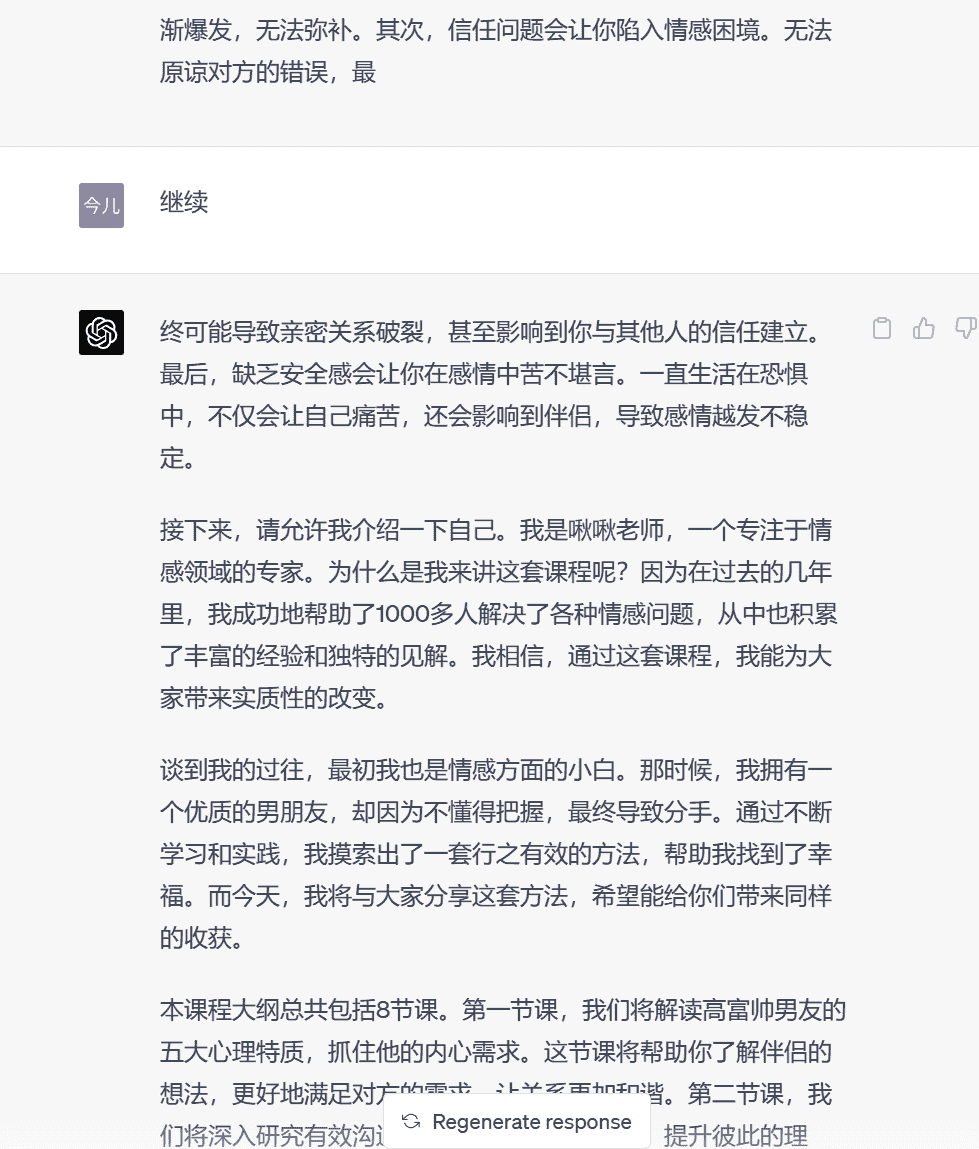 渐爆发，无法弥补。其次，信任问题会让你陷入情感困境。无法
原谅对方的错误，最
今儿
继续
终可能导致亲密关系破裂，甚至影响到你与其他人的信任建立。
最后，缺乏安全感会让你在感情中苦不堪言。一直生活在恐惧
中，不仅会让自己痛苦，还会影响到伴侣，导致感情越发不稳
定。
接下来，请允许我介绍一下自己。我是啾啾老师，一个专注于情
感领域的专家。为什么是我来讲这套课程呢？因为在过去的几年
里，我成功地帮助了1000多人解决了各种情感问题，从中也积累
了丰富的经验和独特的见解。我相信，通过这套课程，我能为大
家带来实质性的改变。
谈到我的过往，最初我也是情感方面的小白。那时候，我拥有一
个优质的男朋友，却因为不懂得把握，最终导致分手。通过不断
学习和实践，我摸索出了一套行之有效的方法，帮助我找到了幸
福。而今天，我将与大家分享这套方法，希望能给你们带来同样
的收获。
本课程大纲总共包括8节课。第一节课，我们将解读高富帅男友的
五大心理特质，抓住他的内心需求。这节课将帮助你了解伴侣的
想法，更好地满足对方的需求，让关系更加和谐。第二节课，我
们将深入研究有效沟 提升彼此的理
Regenerate response